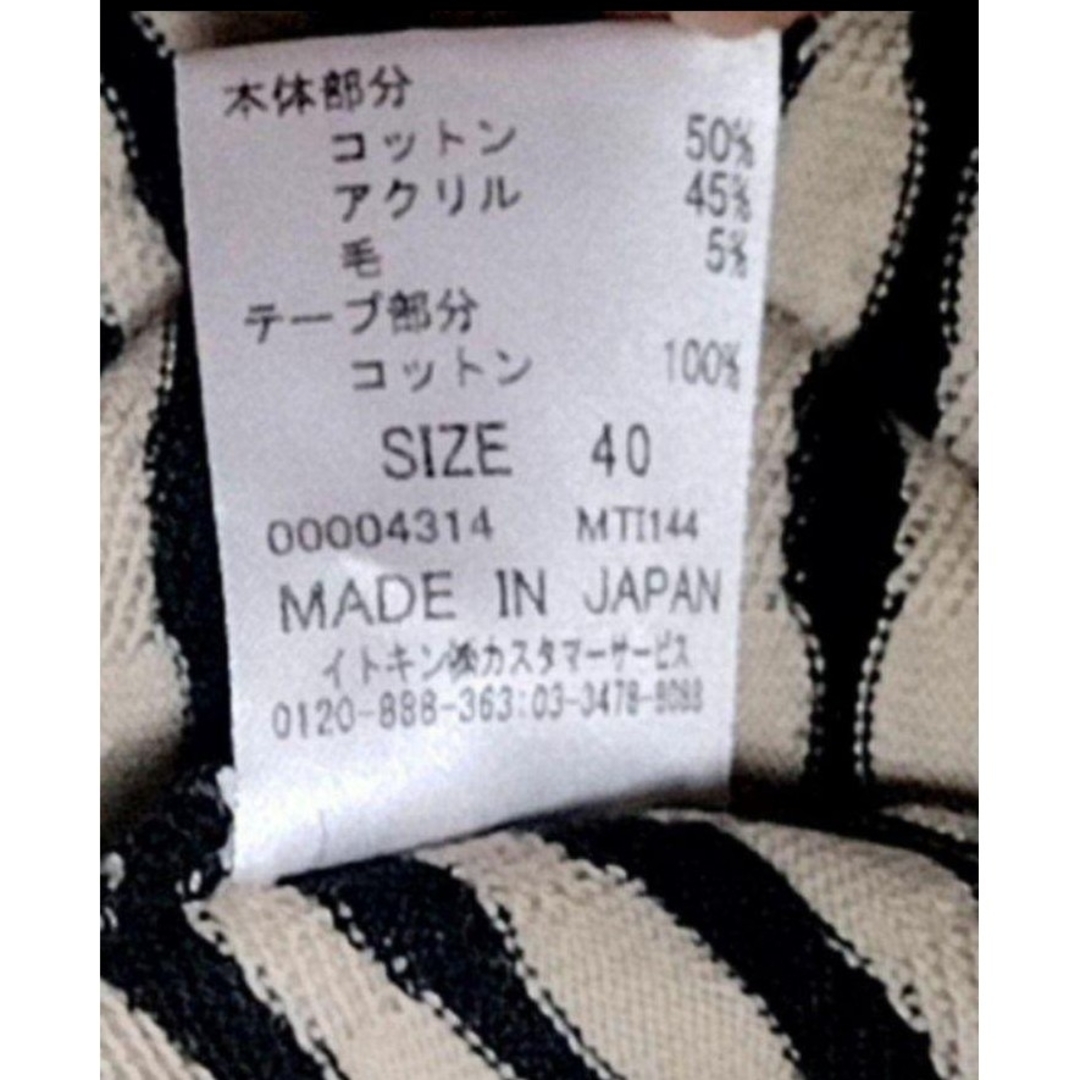 本体部分
コットン 50%
アクリル 45%
毛 5%
テープ部分
コットン 100%
SIZE 40
00004314 MTI144
MADE IN JAPAN
イトキン㈱カスタマーサービス
0120-888-363:03-3478-8088